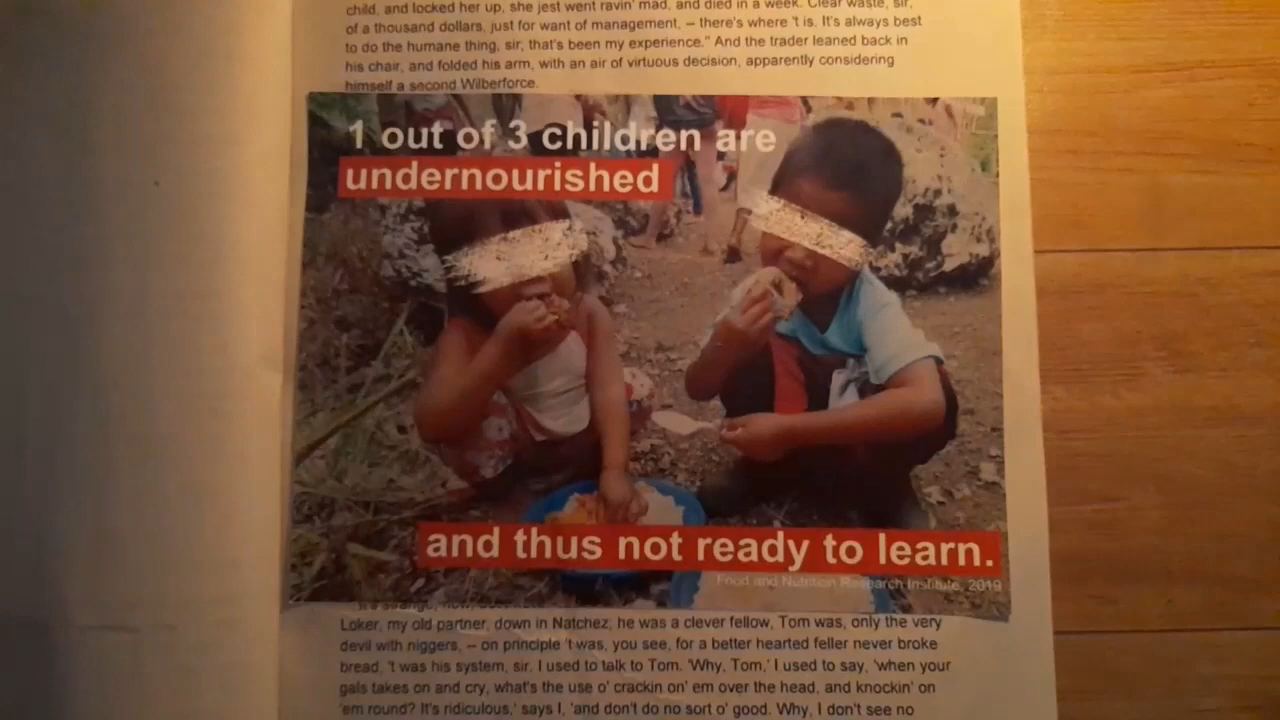 child, and locked her up, she jest went ravin' mad, and died in a week. Clear waste, sir,
of a thousand dollars, just for want of management, – there's where 't is. It's always best
to do the humane thing, sir; that's been my experience." And the trader leaned back in
his chair, and folded his arm, with an air of virtuous decision, apparently considering
himself a second Wilberforce.
1 out of 3 children are
undernourished
and thus not ready to learn.
Food and Nutrition Research Institute, 2019
Loker, my old partner, down in Natchez; he was a clever fellow, Tom was, only the very
devil with niggers, – on principle 't was, you see, for a better hearted feller never broke
bread, 't was his system, sir. I used to talk to Tom. 'Why, Tom,' I used to say, 'when your
gals takes on and cry, what's the use o' crackin on' em over the head, and knockin' on
'em round? It's ridiculous,' says I, 'and don't do no sort o' good. Why, I don't see no